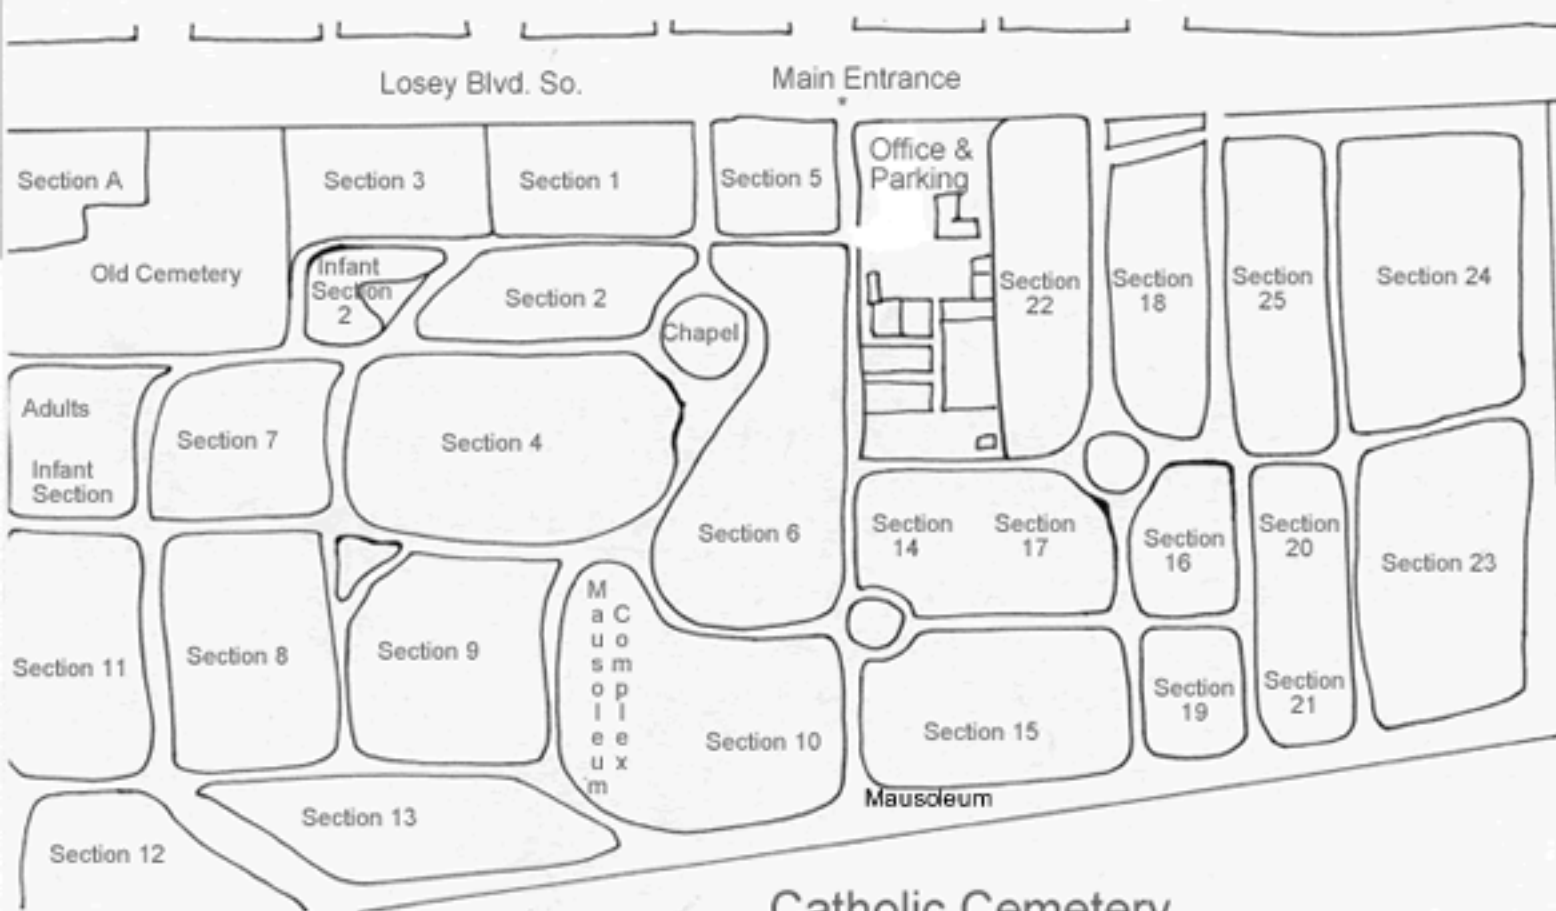 Losey Blvd. So.
Main Entrance
*
Section A
Section 3
Section 1
Section 5
Office &
Parking
Old Cemetery
Infant
Section
2
Section 2
Chapel
Section
22
Section
18
Section
25
Section 24
Adults
Infant
Section
Section 7
Section 4
Section 6
Section
14
Section
17
Section
16
Section
20
Section 23
Section 11
Section 8
Section 9
Mausoleum
Complex
Section 10
Section 15
Section
19
Section
21
Mausoleum
Section 13
Section 12
Catholic Cemetery